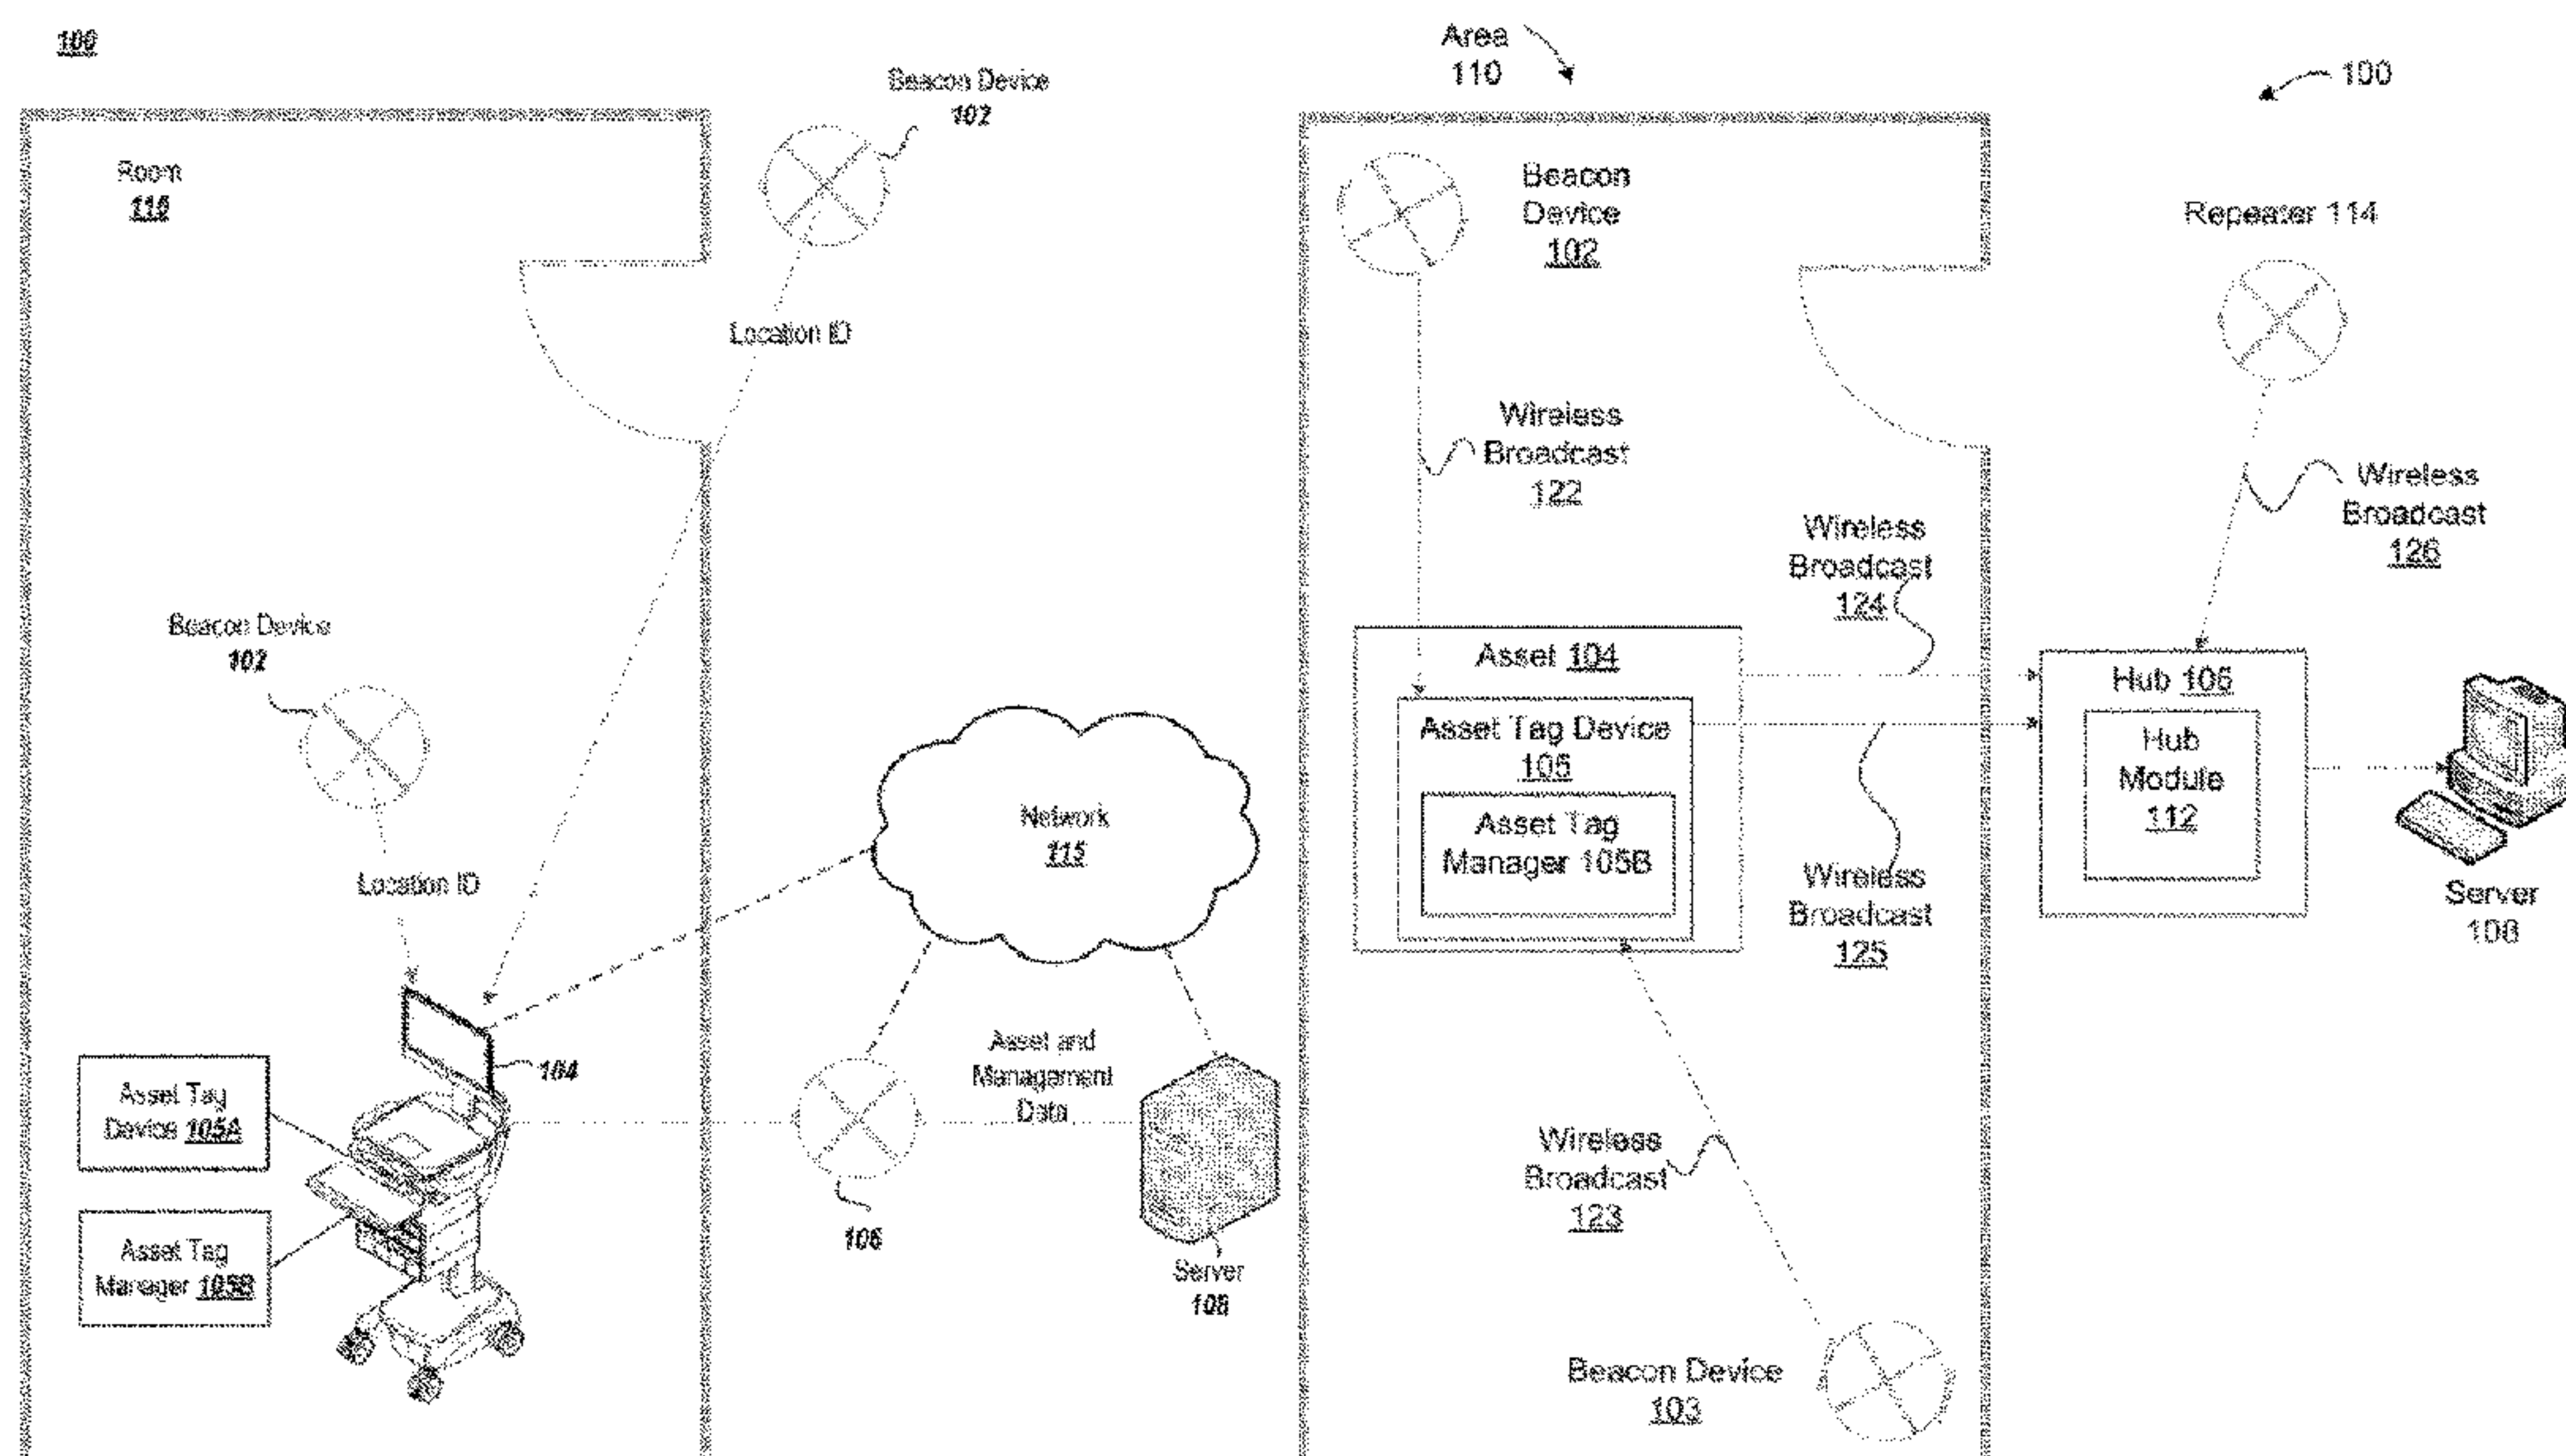 100
Beacon Device
102
Room
110
Location ID
Beacon Device
102
Location ID
Network
115
104
Asset Tag
Device 105A
Asset Tag
Manager 105B
Asset and
Management
Data
106
Server
108
Area
110
100
Beacon
Device
102
Repeater 114
Wireless
Broadcast
122
Wireless
Broadcast
126
Wireless
Broadcast
124
Asset 104
Asset Tag Device
105
Asset Tag
Manager 105B
Hub 106
Hub
Module
112
Wireless
Broadcast
125
Server
108
Wireless
Broadcast
123
Beacon Device
103